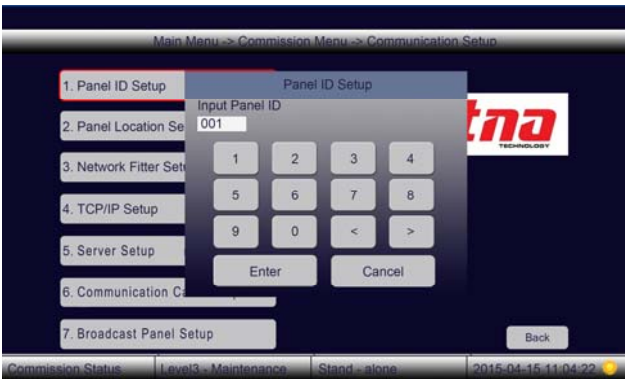 Main Menu -> Commission Menu -> Communication Setup
1. Panel ID Setup
Panel ID Setup
Input Panel ID
001
2. Panel Location Se
tna
TECHNOLOGY
3. Network Fitter Setu
1 2 3 4
4. TCP/IP Setup
5 6 7 8
5. Server Setup
9 0 < >
6. Communication Ca
Enter Cancel
7. Broadcast Panel Setup
Back
Commission Status Level3 - Maintenance Stand - alone 2015-04-15 11:04:22